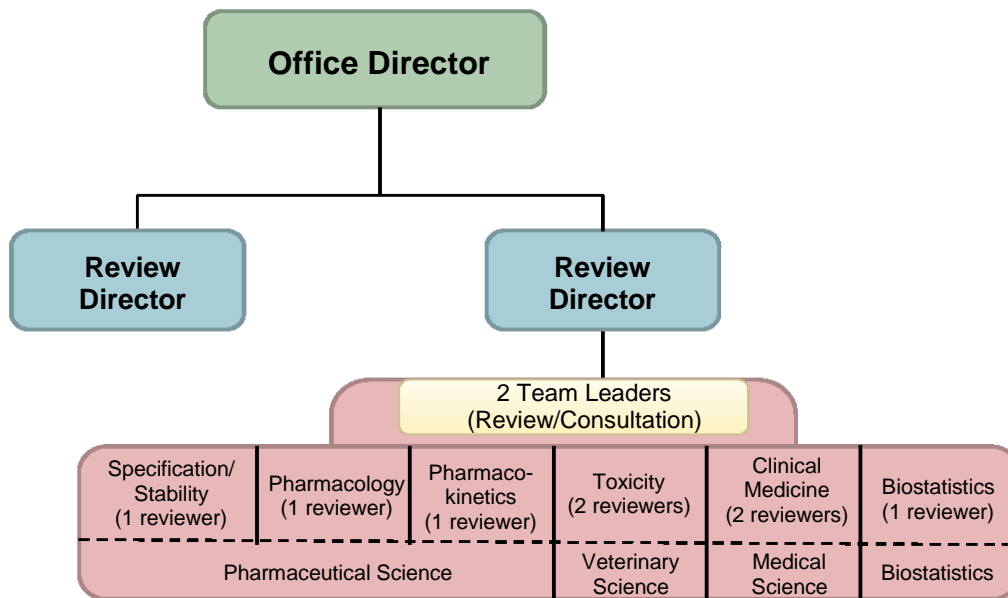 Office Director
Review
Director
Review
Director
2 Team Leaders
(Review/Consultation)
Specification/
Stability
(1 reviewer)
Pharmacology
(1 reviewer)
Pharmaco-
kinetics
(1 reviewer)
Toxicity
(2 reviewers)
Clinical
Medicine
(2 reviewers)
Biostatistics
(1 reviewer)
Pharmaceutical Science
Veterinary
Science
Medical
Science
Biostatistics